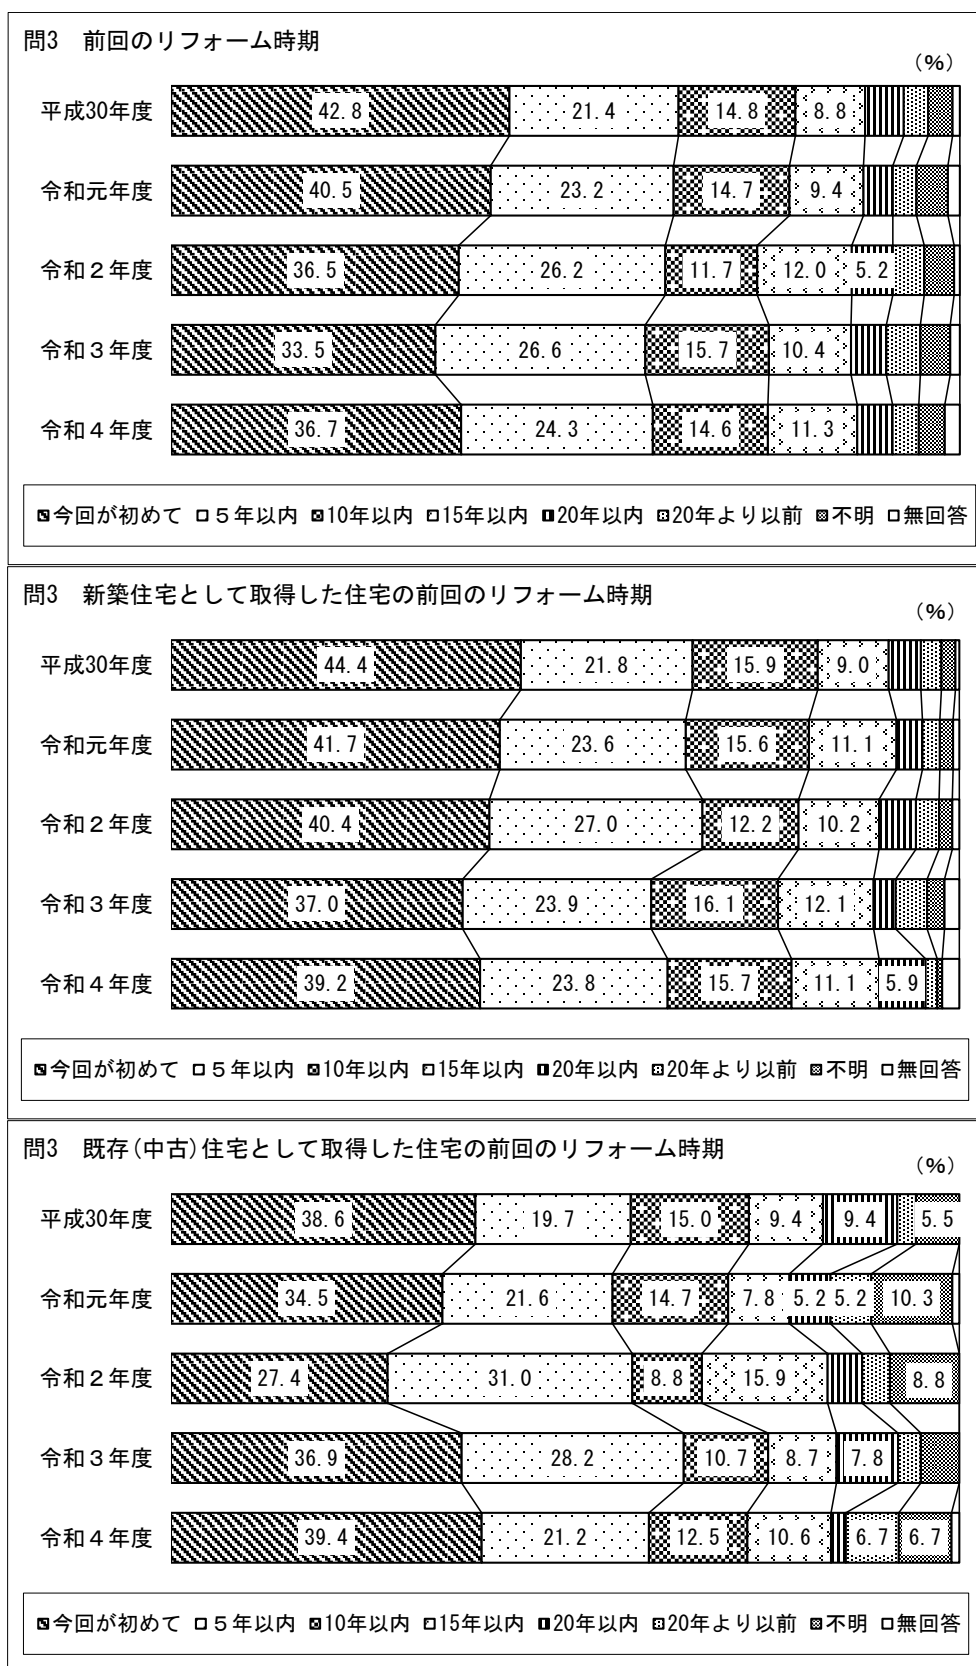 問3　前回のリフォーム時期
(％)
平成30年度 42.8 21.4 14.8 8.8
令和元年度 40.5 23.2 14.7 9.4
令和２年度 36.5 26.2 11.7 12.0 5.2
令和３年度 33.5 26.6 15.7 10.4
令和４年度 36.7 24.3 14.6 11.3
今回が初めて ５年以内 10年以内 15年以内 20年以内 20年より以前 不明 無回答
問3　新築住宅として取得した住宅の前回のリフォーム時期
(％)
平成30年度 44.4 21.8 15.9 9.0
令和元年度 41.7 23.6 15.6 11.1
令和２年度 40.4 27.0 12.2 10.2
令和３年度 37.0 23.9 16.1 12.1
令和４年度 39.2 23.8 15.7 11.1 5.9
今回が初めて ５年以内 10年以内 15年以内 20年以内 20年より以前 不明 無回答
問3　既存(中古)住宅として取得した住宅の前回のリフォーム時期
(％)
平成30年度 38.6 19.7 15.0 9.4 9.4 5.5
令和元年度 34.5 21.6 14.7 7.8 5.2 5.2 10.3
令和２年度 27.4 31.0 8.8 15.9 8.8
令和３年度 36.9 28.2 10.7 8.7 7.8
令和４年度 39.4 21.2 12.5 10.6 6.7 6.7
今回が初めて ５年以内 10年以内 15年以内 20年以内 20年より以前 不明 無回答